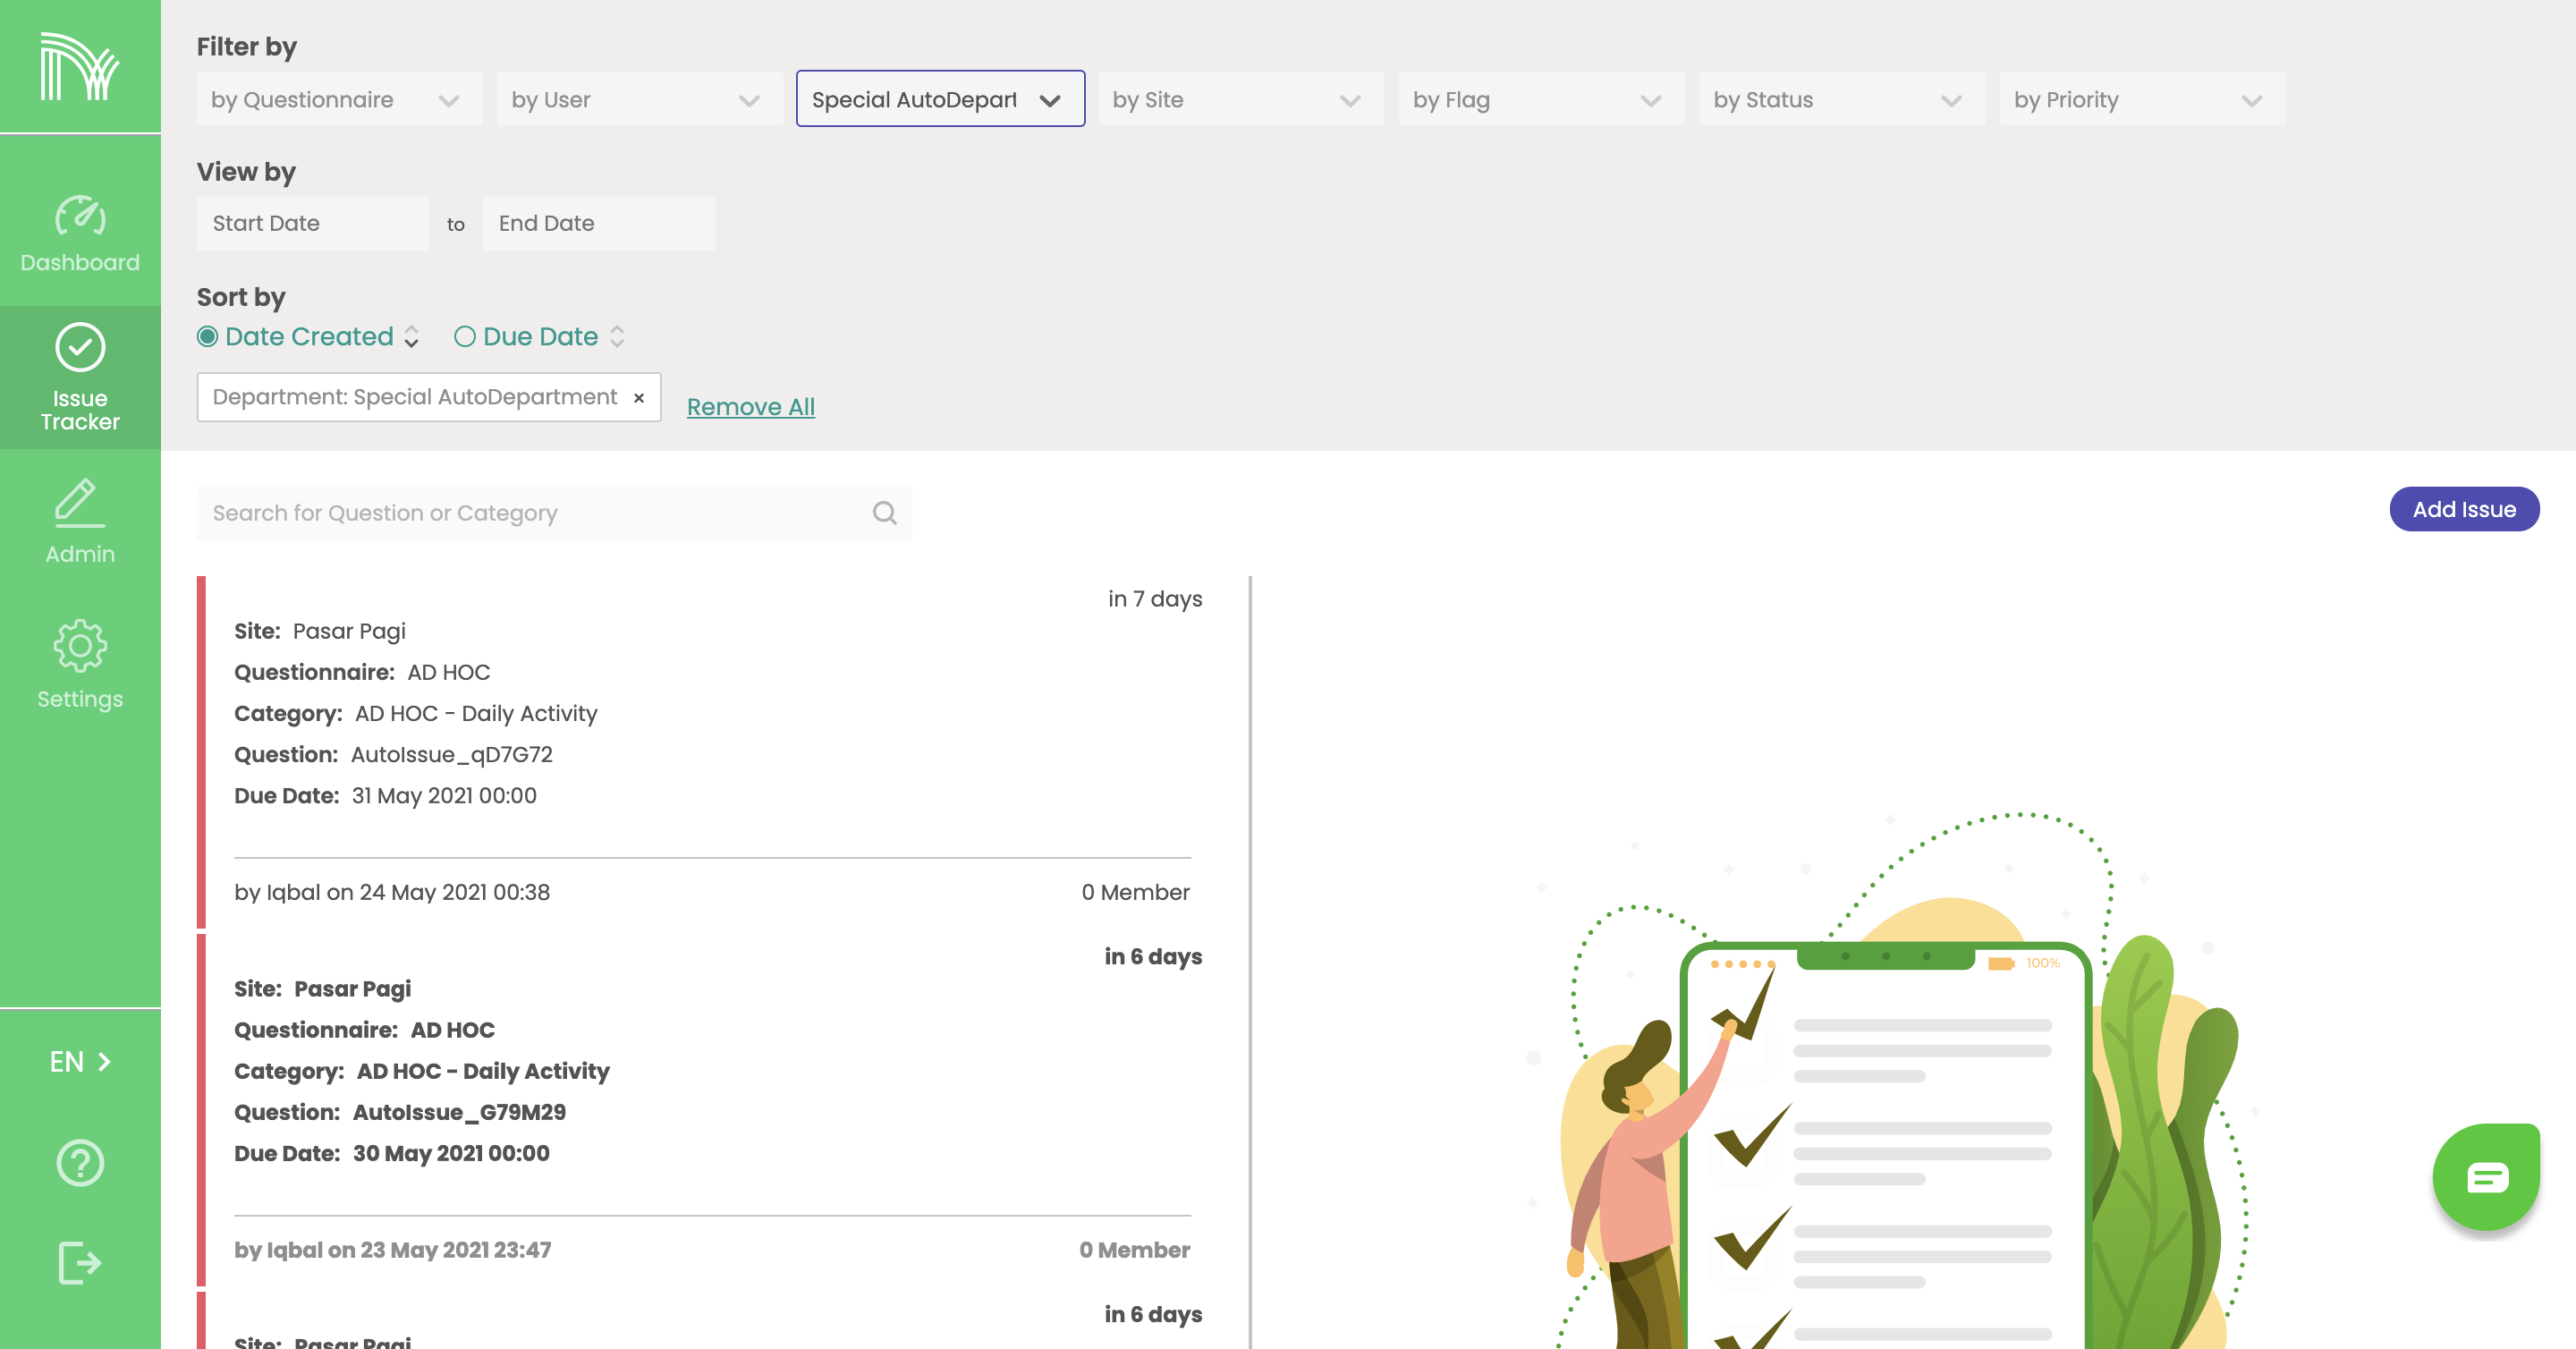 Filter by
by Questionnaire
by User
Special AutoDepart
by Site
by Flag
by Status
by Priority
View by
Start Date
to
End Date
Sort by
Date Created
Due Date
Department: Special AutoDepartment ×
Remove All
Dashboard
Issue
Tracker
Admin
Settings
EN
Search for Question or Category
Add Issue
in 7 days
Site: Pasar Pagi
Questionnaire: AD HOC
Category: AD HOC - Daily Activity
Question: AutoIssue_qD7G72
Due Date: 31 May 2021 00:00
by Iqbal on 24 May 2021 00:38
0 Member
in 6 days
Site: Pasar Pagi
Questionnaire: AD HOC
Category: AD HOC - Daily Activity
Question: AutoIssue_G79M29
Due Date: 30 May 2021 00:00
by Iqbal on 23 May 2021 23:47
0 Member
in 6 days
Site: Pasar Pagi
100%